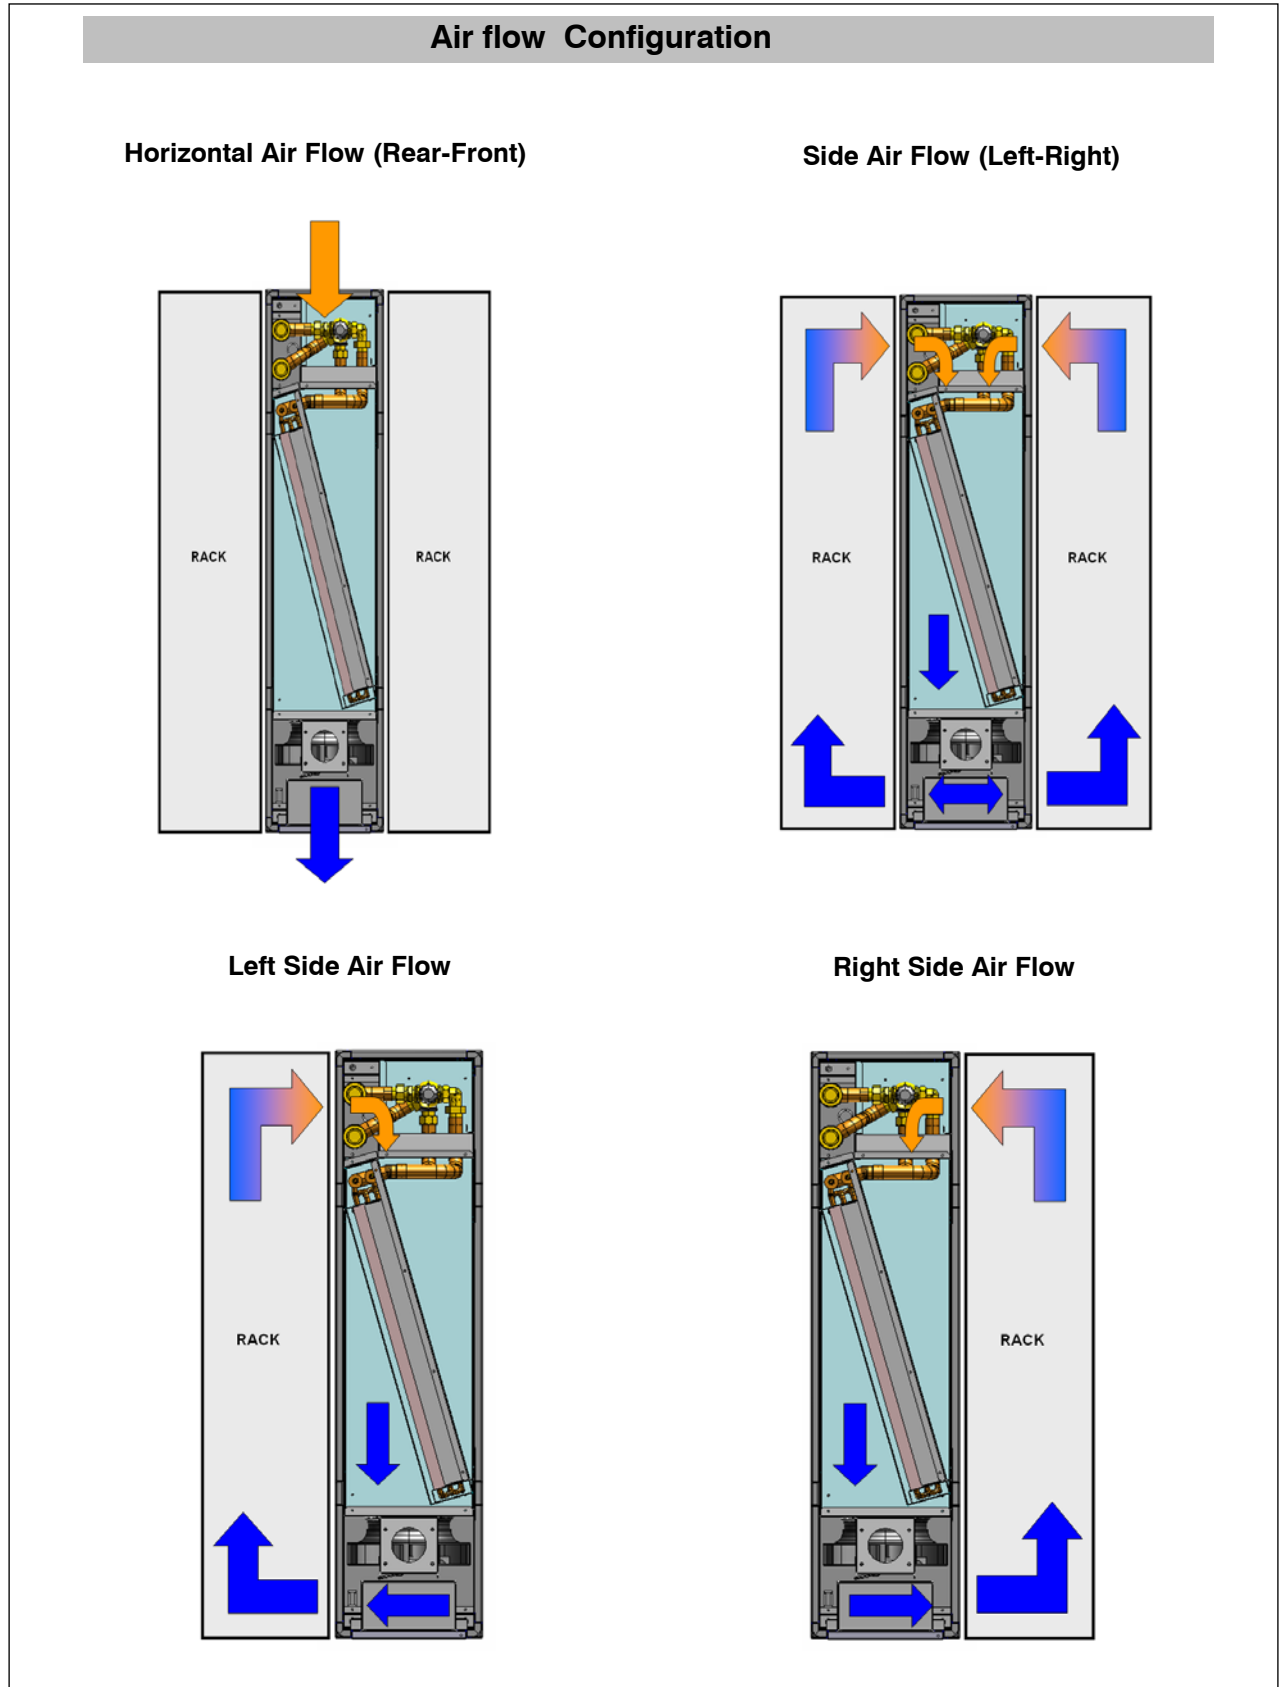 Air flow Configuration
Horizontal Air Flow (Rear-Front)
Side Air Flow (Left-Right)
RACK
RACK
RACK
RACK
Left Side Air Flow
Right Side Air Flow
RACK
RACK